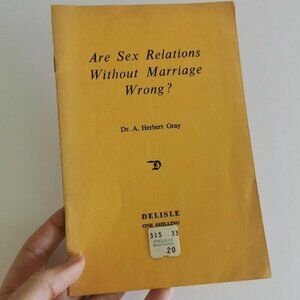 Are Sex Relations
Without Marriage
Wrong?
Dr. A. Herbert Gray
D
DELISLE
ONE SHILLING
315 33
20